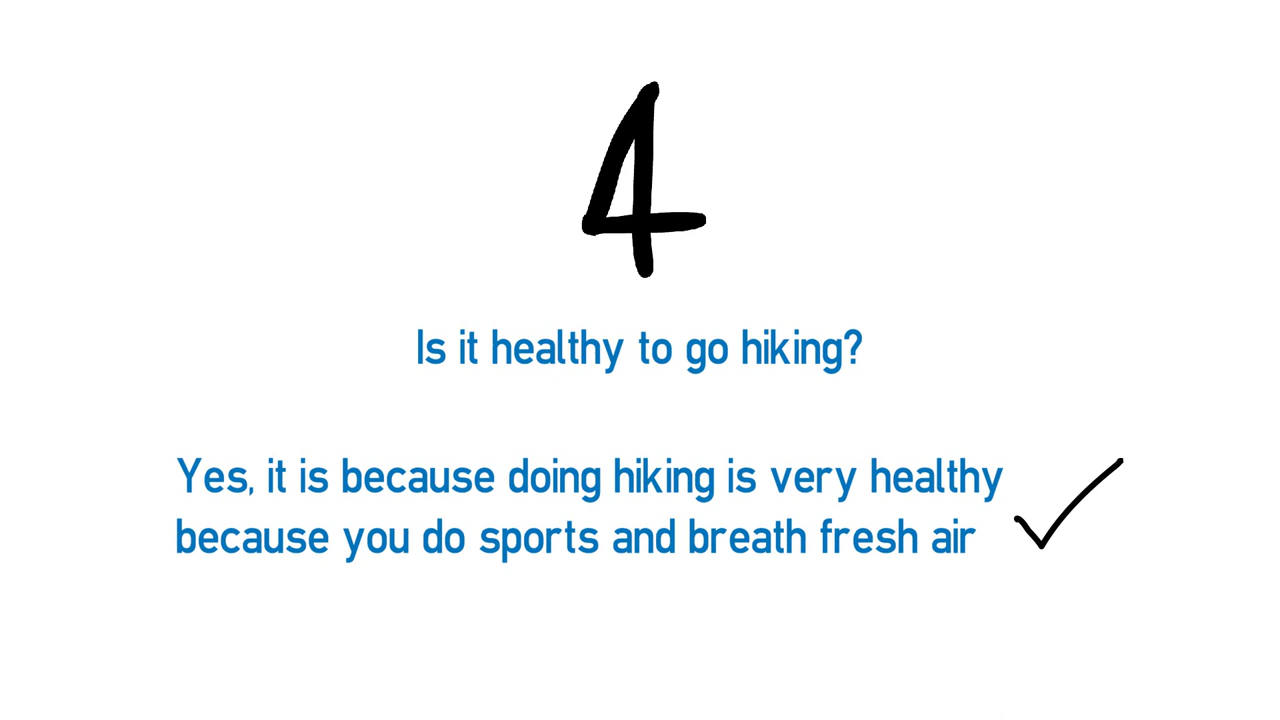 4
Is it healthy to go hiking?
Yes, it is because doing hiking is very healthy
because you do sports and breath fresh air